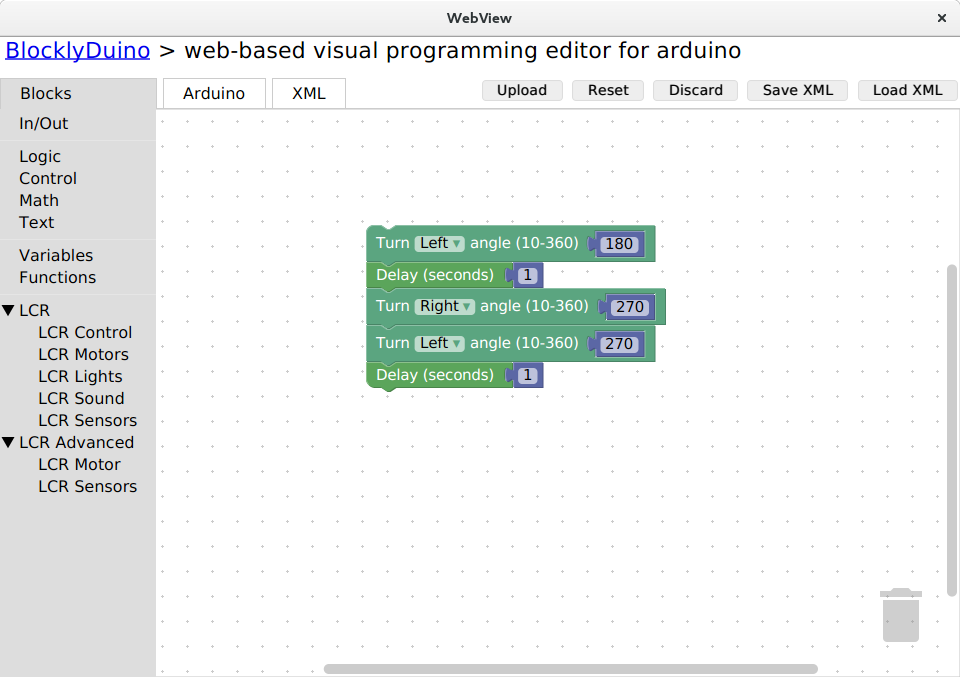 WebView ×
BlocklyDuino > web-based visual programming editor for arduino
Blocks Arduino XML Upload Reset Discard Save XML Load XML
In/Out
Logic
Control
Math
Text
Variables
Functions
▼ LCR
LCR Control
LCR Motors
LCR Lights
LCR Sound
LCR Sensors
▼ LCR Advanced
LCR Motor
LCR Sensors
Turn Left ▾ angle (10-360) 180
Delay (seconds) 1
Turn Right ▾ angle (10-360) 270
Turn Left ▾ angle (10-360) 270
Delay (seconds) 1